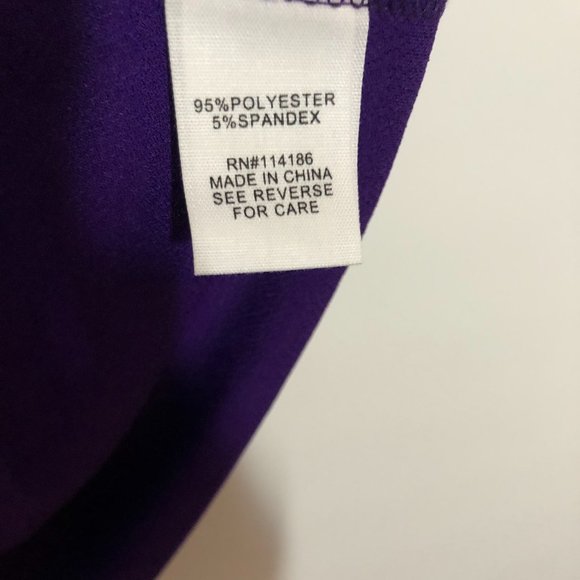 95%POLYESTER
5%SPANDEX
RN#114186
MADE IN CHINA
SEE REVERSE
FOR CARE